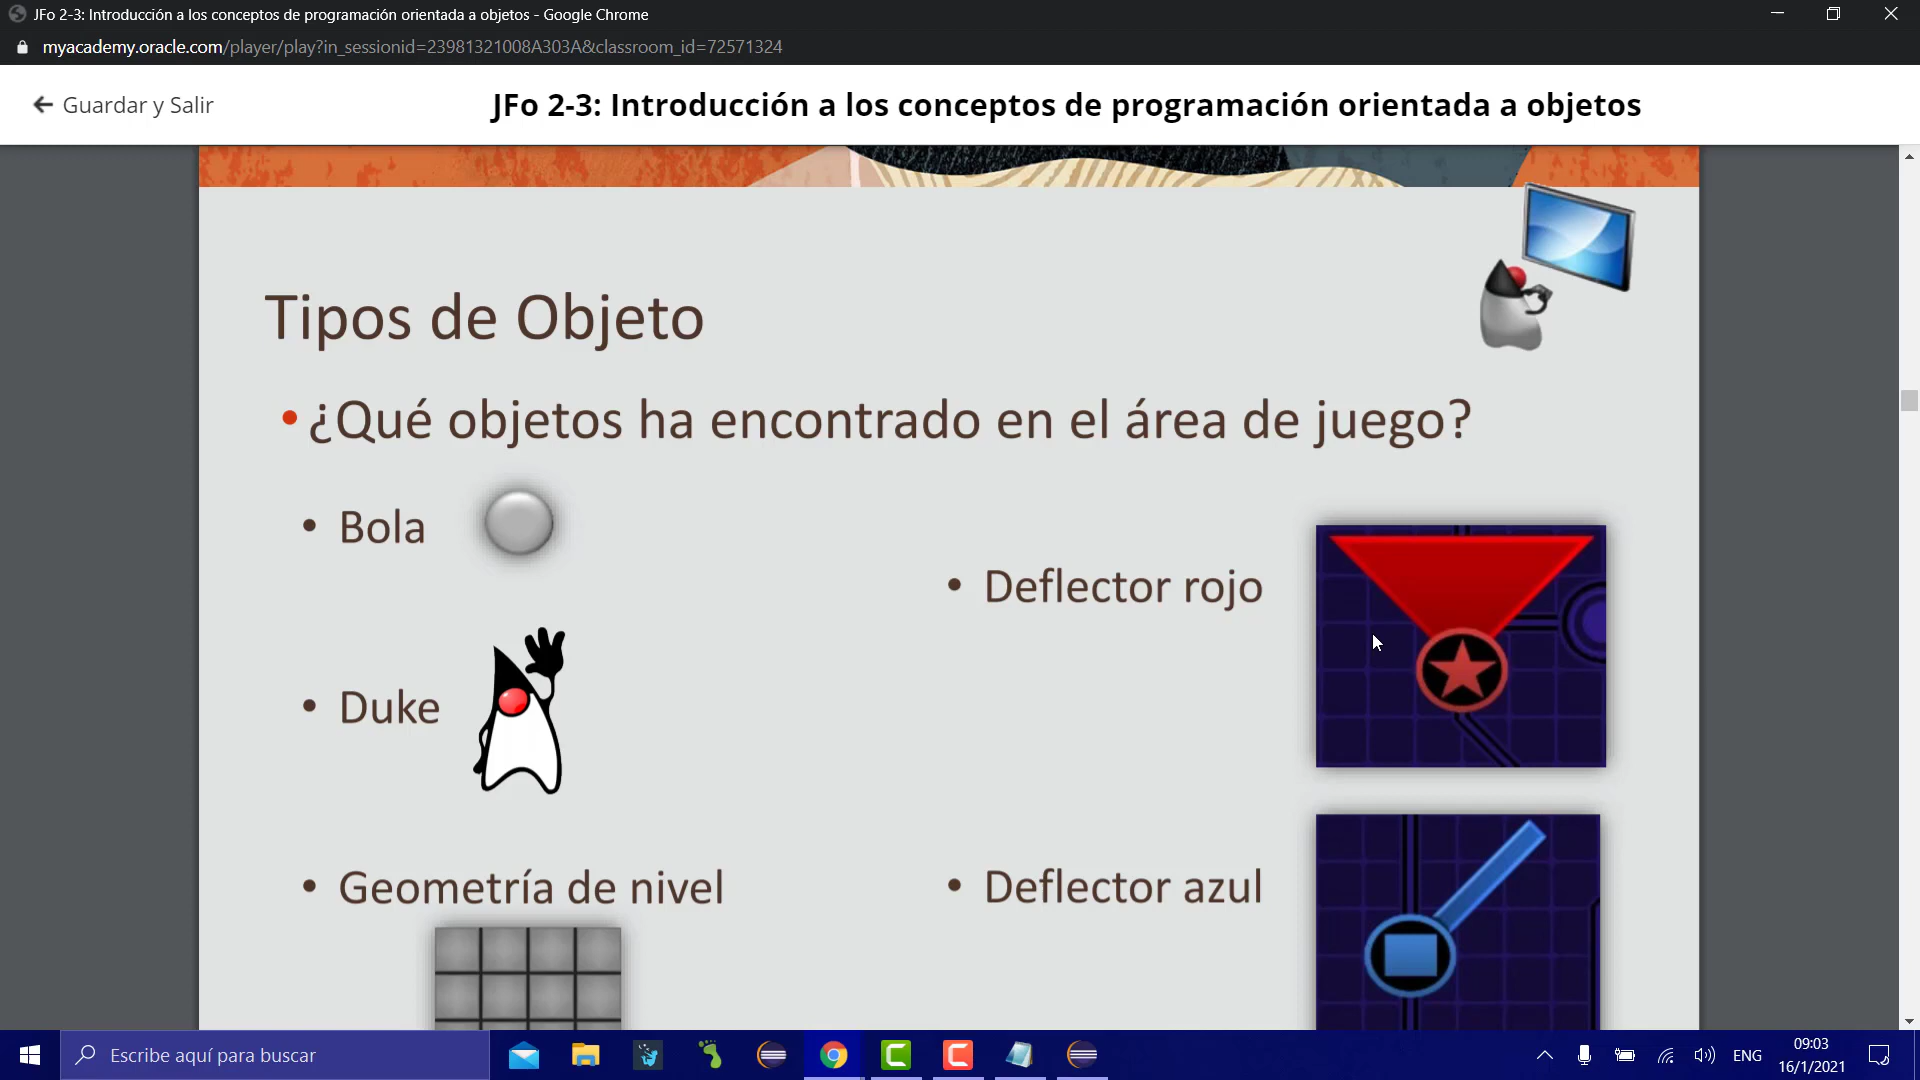 JFo 2-3: Introducción a los conceptos de programación orientada a objetos - Google Chrome
myacademy.oracle.com/player/play?in_sessionid=23981321008A303A&classroom_id=72571324
Guardar y Salir
JFo 2-3: Introducción a los conceptos de programación orientada a objetos
Tipos de Objeto
•¿Qué objetos ha encontrado en el área de juego?
• Bola
• Deflector rojo
• Duke
• Geometría de nivel
• Deflector azul
Escribe aquí para buscar
ENG
09:03
16/1/2021